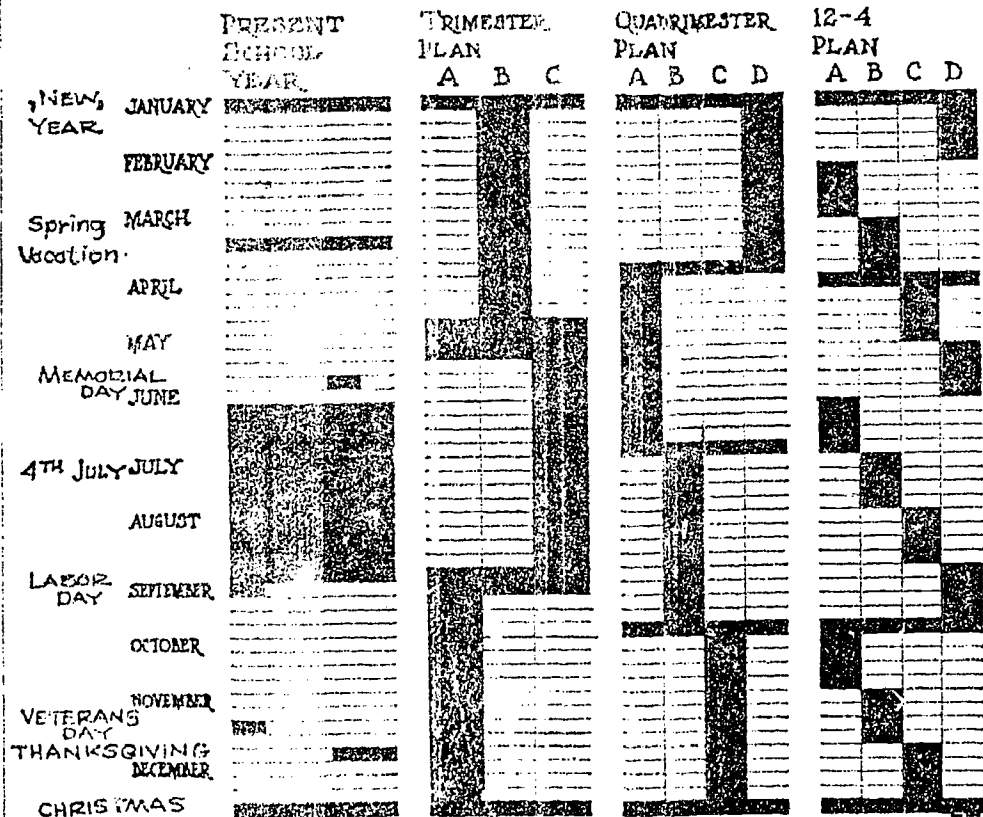 PRESENT
SCHOOL
YEAR
TRIMESTER
PLAN
A B C
QUADRIMESTER
PLAN
A B C D
12-4
PLAN
A B C D
NEW
YEAR
JANUARY
FEBRUARY
Spring
Vacation
MARCH
APRIL
MAY
MEMORIAL
DAY
JUNE
4TH JULY
JULY
AUGUST
LABOR
DAY
SEPTEMBER
OCTOBER
NOVEMBER
VETERANS
DAY
THANKSGIVING
DECEMBER
CHRISTMAS